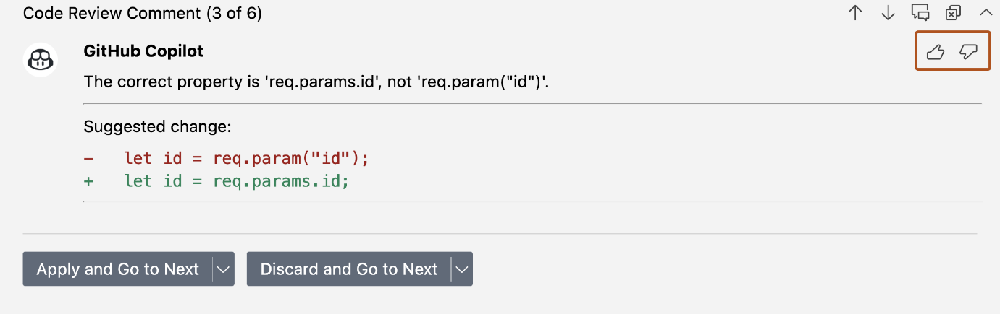 Code Review Comment (3 of 6)
GitHub Copilot
The correct property is 'req.params.id', not 'req.param("id")'.
Suggested change:
-   let id = req.param("id");
+   let id = req.params.id;
Apply and Go to Next
Discard and Go to Next